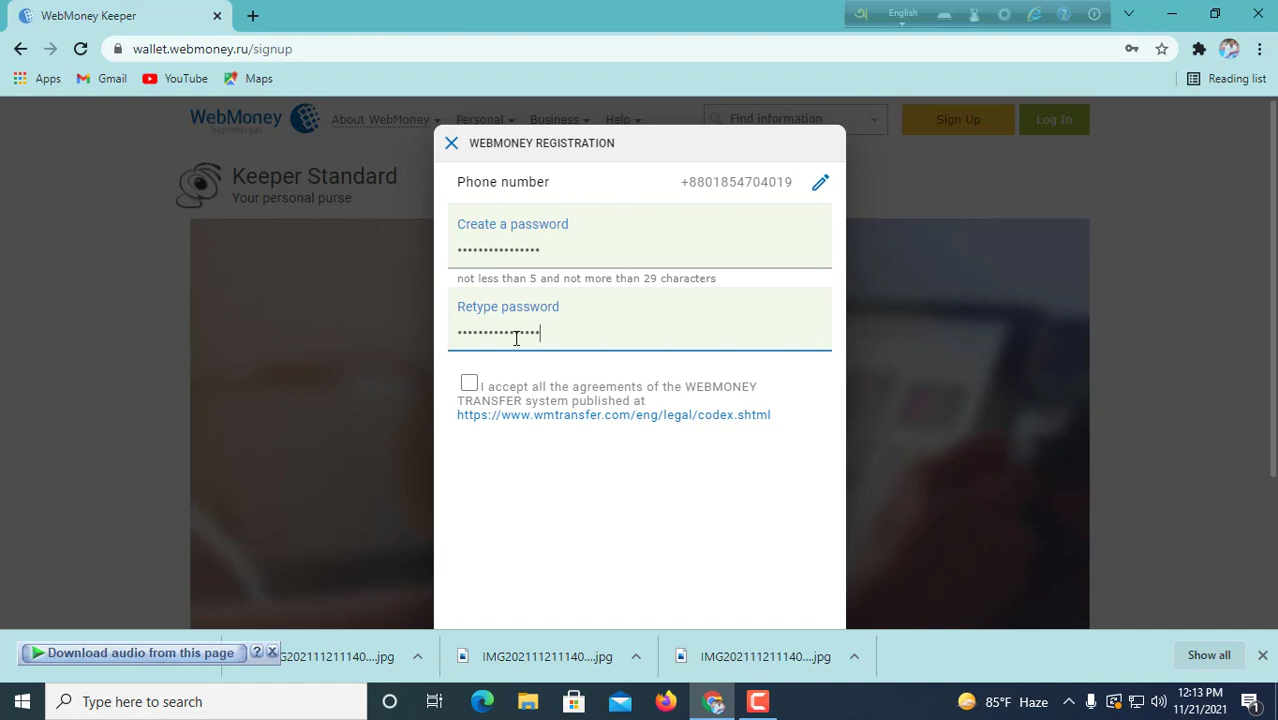 WebMoney Keeper
English
wallet.webmoney.ru/signup
Apps
Gmail
YouTube
Maps
Reading list
WebMoney
About WebMoney
Personal
Business
Help
Find information
Sign Up
Log In
WEBMONEY REGISTRATION
Keeper Standard
Your personal purse
Phone number
+8801854704019
Create a password
••••••••••••••••
not less than 5 and not more than 29 characters
Retype password
••••••••••••••••
I accept all the agreements of the WEBMONEY
TRANSFER system published at
https://www.wmtransfer.com/eng/legal/codex.shtml
Download audio from this page
?
G202111211140....jpg
IMG202111211140....jpg
IMG202111211140....jpg
Show all
Type here to search
85°F Haze
12:13 PM
11/21/2021
1